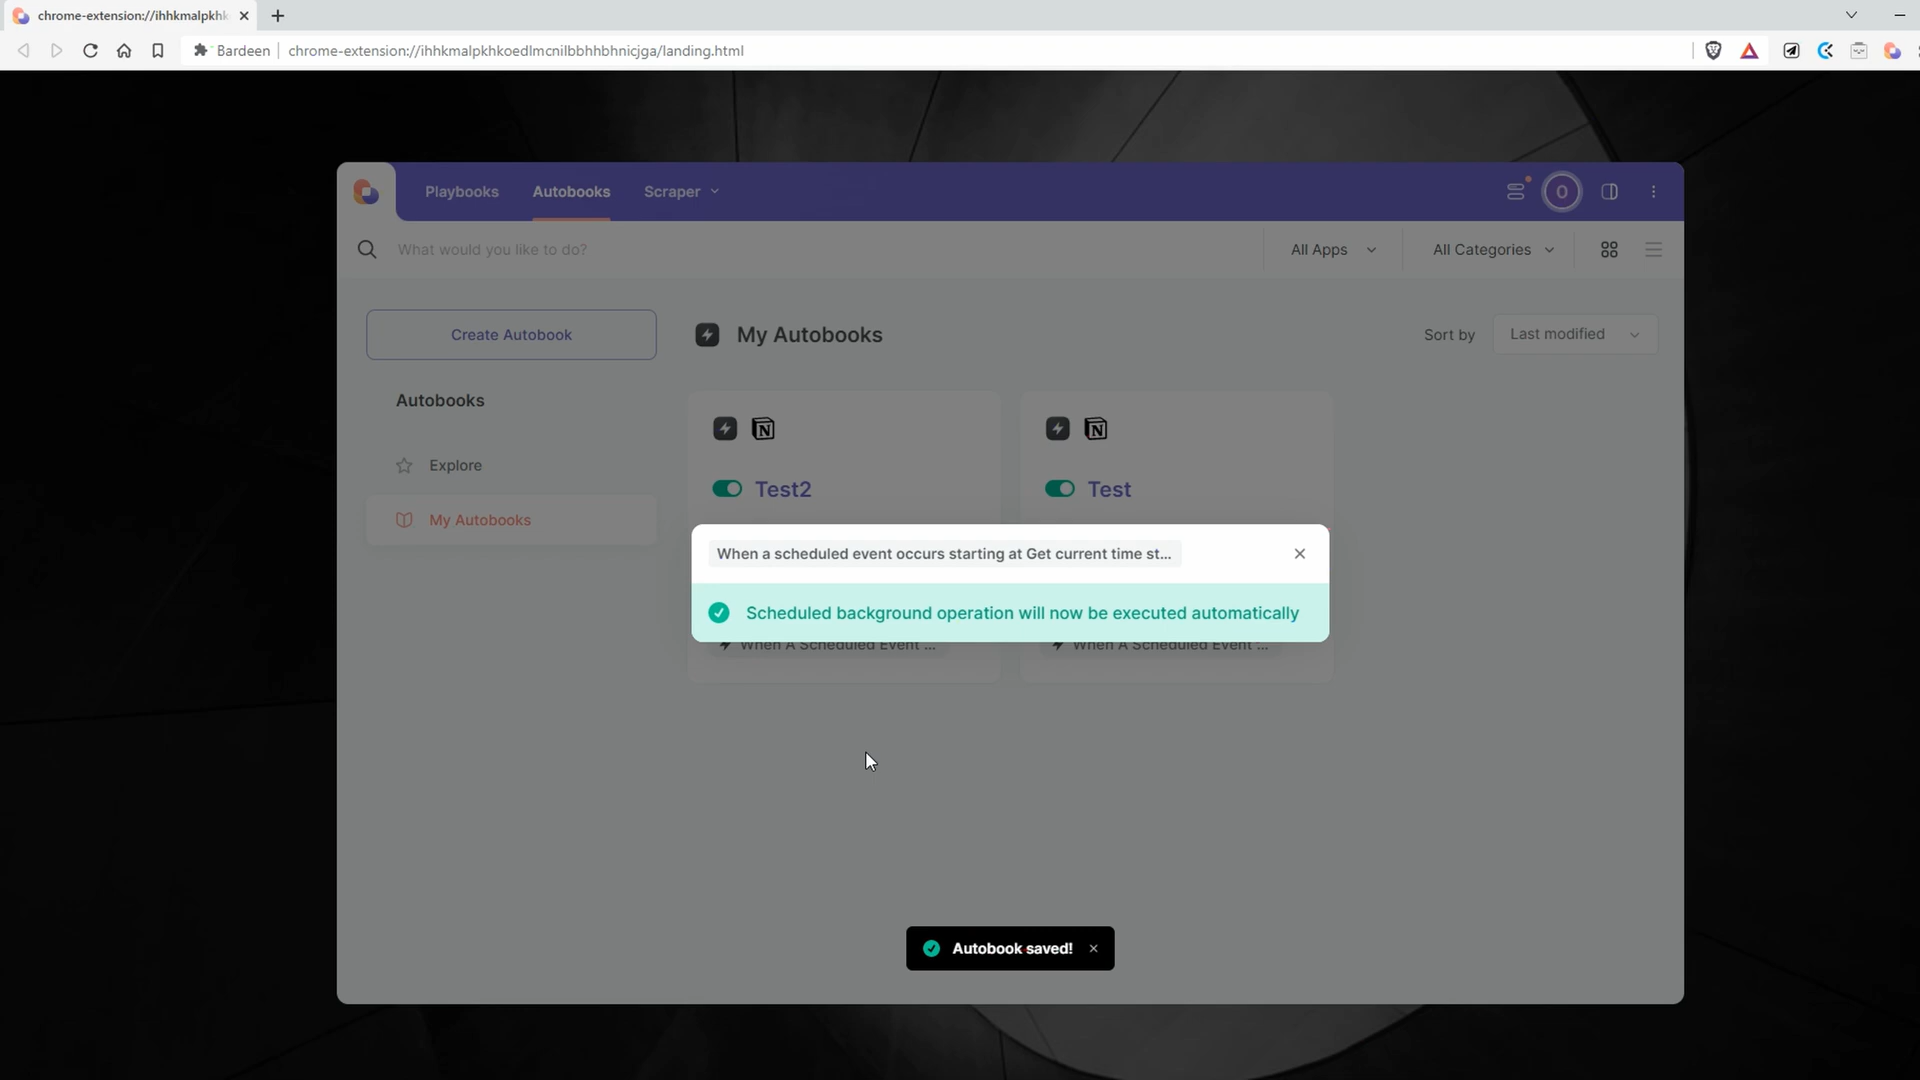 chrome-extension://ihhkmalpkhk
Bardeen
chrome-extension://ihhkmalpkhkoedlmcnilbbhhbhnicjga/landing.html
Playbooks
Autobooks
Scraper
O
What would you like to do?
All Apps
All Categories
Create Autobook
My Autobooks
Sort by
Last modified
Autobooks
Explore
My Autobooks
Test2
Test
When a scheduled event occurs starting at Get current time st...
Scheduled background operation will now be executed automatically
When A Scheduled Event ...
When A Scheduled Event ...
Autobook saved!